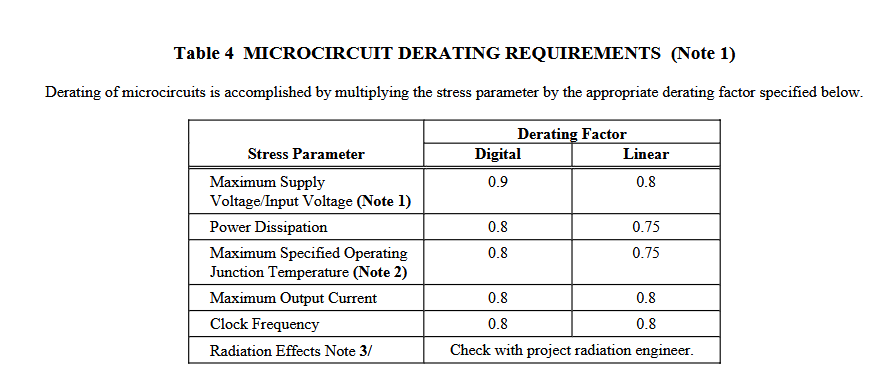 Table 4 MICROCIRCUIT DERATING REQUIREMENTS (Note 1)
Derating of microcircuits is accomplished by multiplying the stress parameter by the appropriate derating factor specified below.
Derating Factor
Stress Parameter Digital Linear
Maximum Supply 0.9 0.8
Voltage/Input Voltage (Note 1)
Power Dissipation 0.8 0.75
Maximum Specified Operating 0.8 0.75
Junction Temperature (Note 2)
Maximum Output Current 0.8 0.8
Clock Frequency 0.8 0.8
Radiation Effects Note 3/ Check with project radiation engineer.